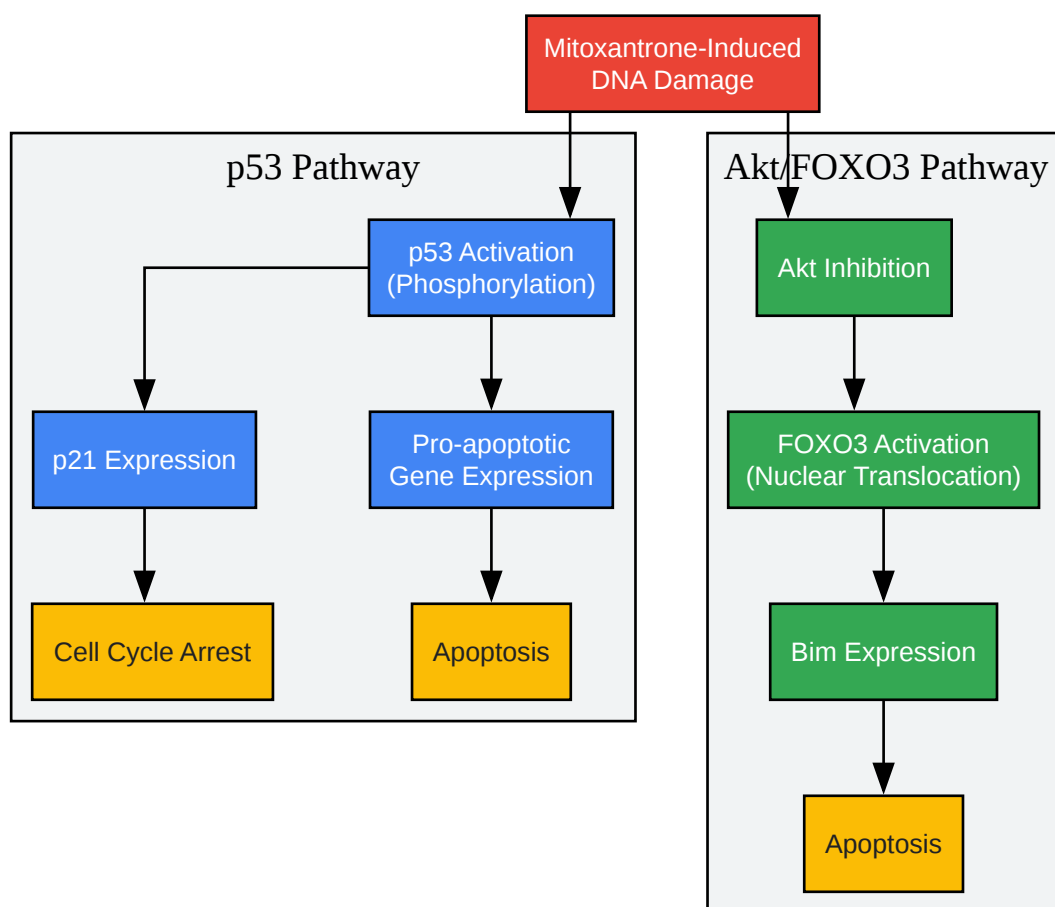 Mitoxantrone-Induced
DNA Damage
p53 Pathway
Akt/FOXO3 Pathway
p53 Activation
(Phosphorylation)
Akt Inhibition
p21 Expression
Pro-apoptotic
Gene Expression
FOXO3 Activation
(Nuclear Translocation)
Cell Cycle Arrest
Apoptosis
Bim Expression
Apoptosis